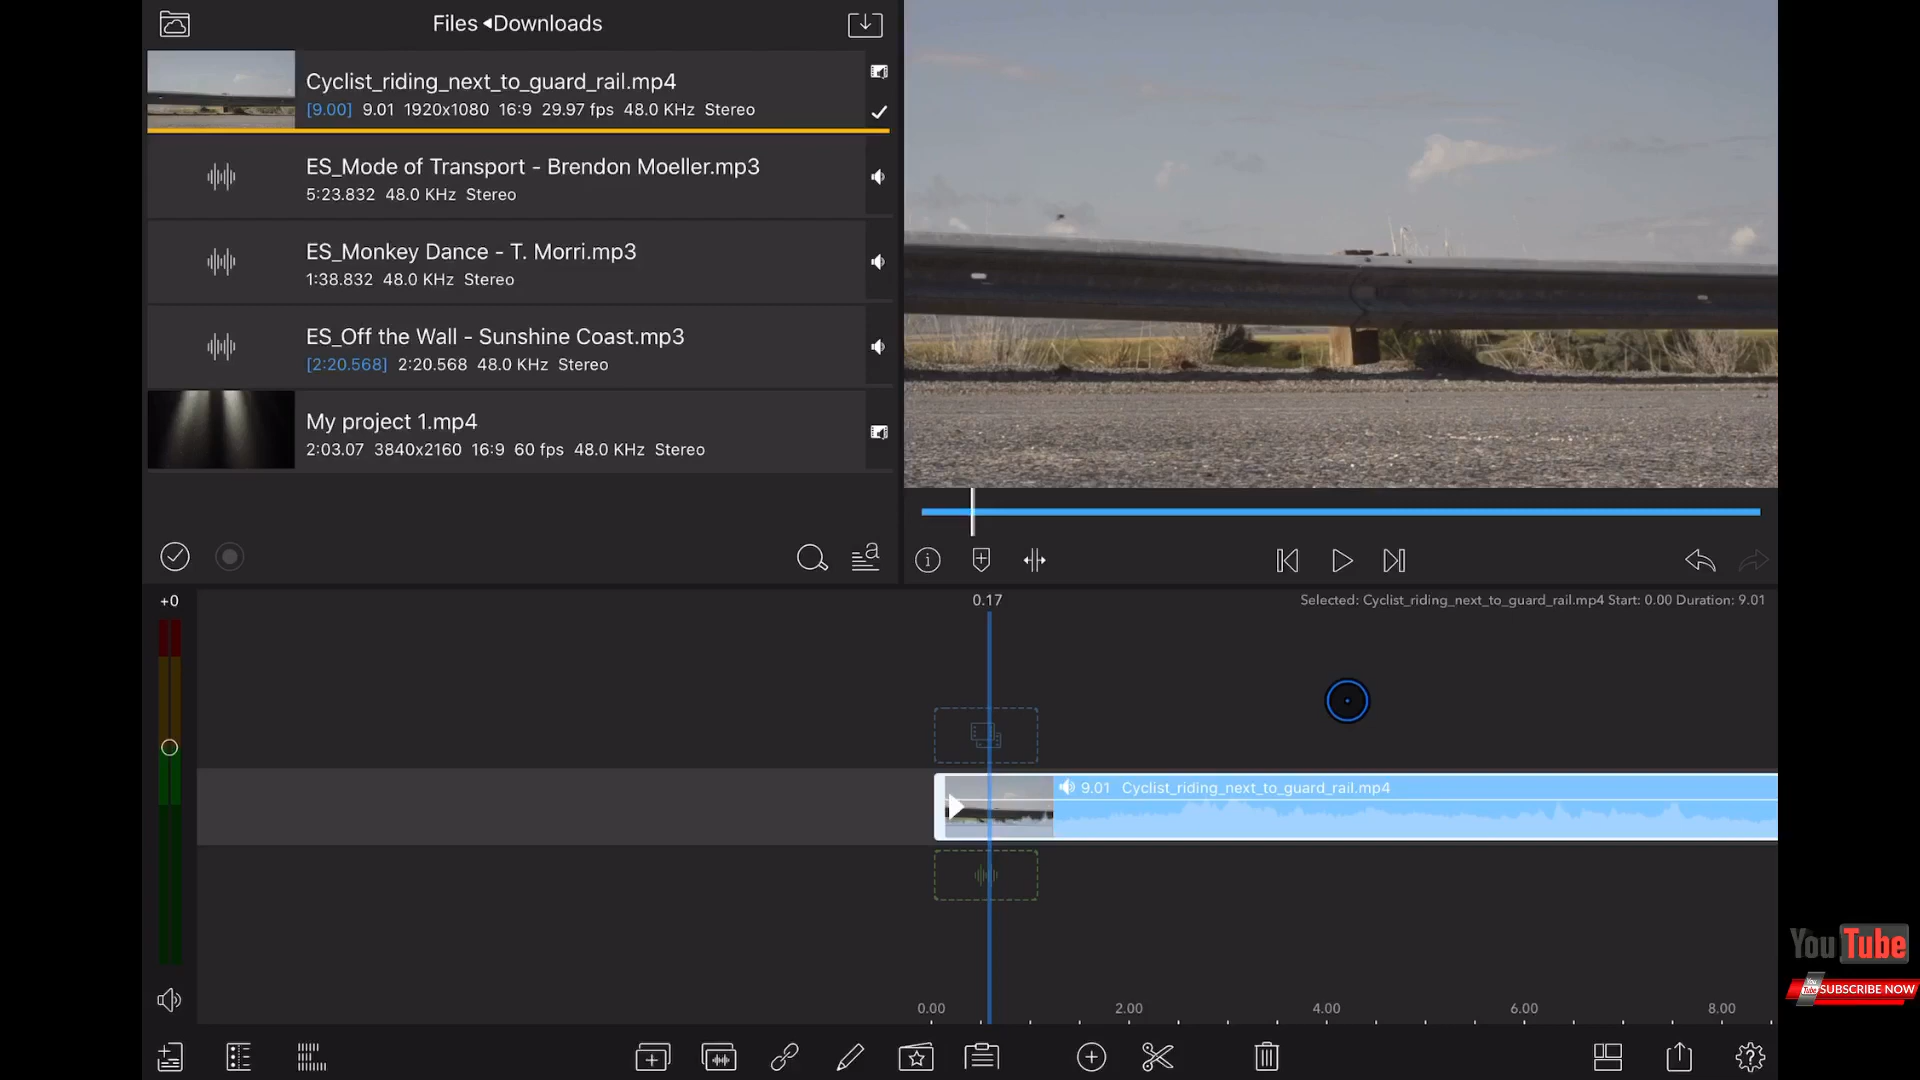 Files ◂Downloads
Cyclist_riding_next_to_guard_rail.mp4
[9.00] 9.01 1920x1080 16:9 29.97 fps 48.0 KHz Stereo
ES_Mode of Transport - Brendon Moeller.mp3
5:23.832 48.0 KHz Stereo
ES_Monkey Dance - T. Morri.mp3
1:38.832 48.0 KHz Stereo
ES_Off the Wall - Sunshine Coast.mp3
[2:20.568] 2:20.568 48.0 KHz Stereo
My project 1.mp4
2:03.07 3840x2160 16:9 60 fps 48.0 KHz Stereo
a
+0
0.17
Selected: Cyclist_riding_next_to_guard_rail.mp4 Start: 0.00 Duration: 9.01
9.01 Cyclist_riding_next_to_guard_rail.mp4
0.00 2.00 4.00 6.00 8.00
YouTube
You Tube SUBSCRIBE NOW